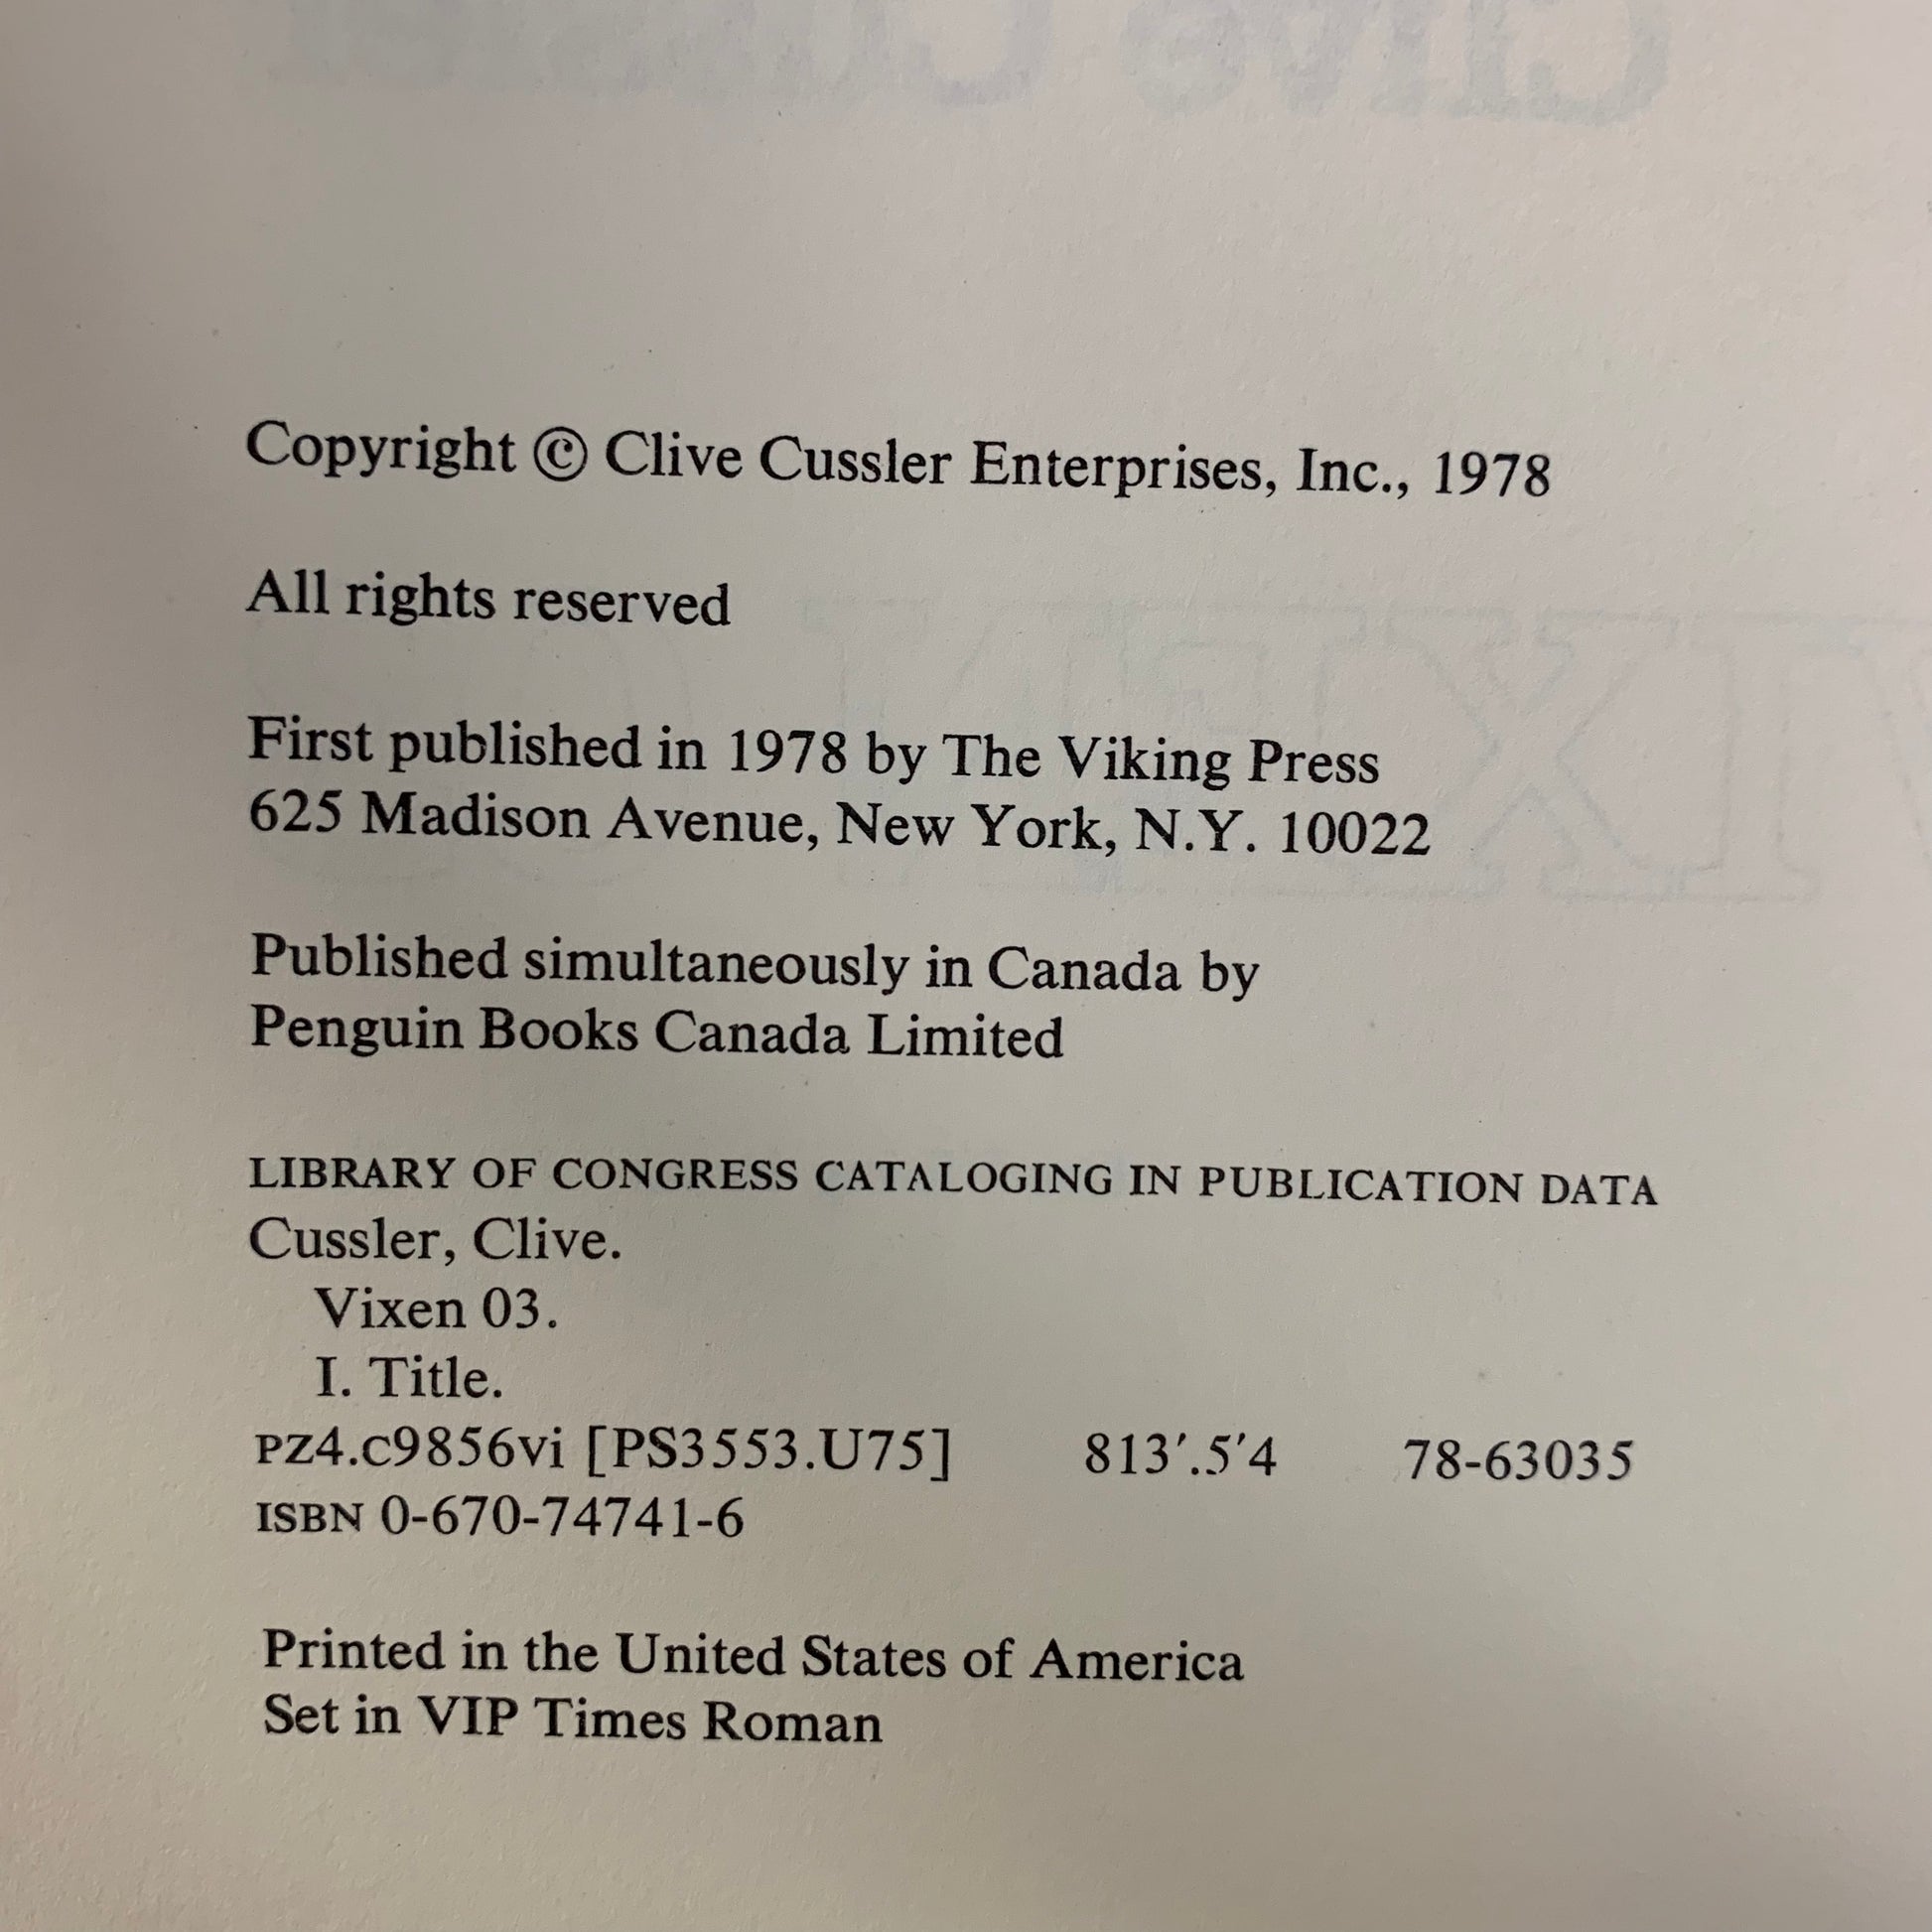 Copyright © Clive Cussler Enterprises, Inc., 1978
All rights reserved
First published in 1978 by The Viking Press
625 Madison Avenue, New York, N.Y. 10022
Published simultaneously in Canada by
Penguin Books Canada Limited
LIBRARY OF CONGRESS CATALOGING IN PUBLICATION DATA
Cussler, Clive.
Vixen 03.
I. Title.
PZ4.C9856Vi [PS3553.U75] 813'.5'4 78-63035
ISBN 0-670-74741-6
Printed in the United States of America
Set in VIP Times Roman